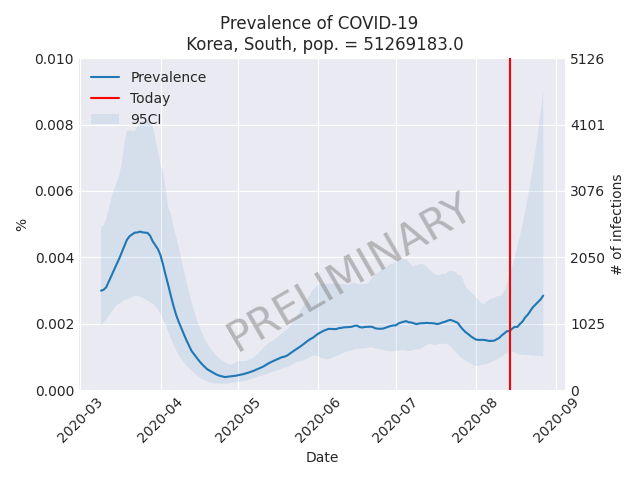 Prevalence of COVID-19
Korea, South, pop. = 51269183.0
Prevalence
Today
95CI
PRELIMINARY
0.010
0.008
0.006
0.004
0.002
0.000
%
5126
4101
3076
2050
1025
0
# of infections
2020-03
2020-04
2020-05
2020-06
2020-07
2020-08
2020-09
Date